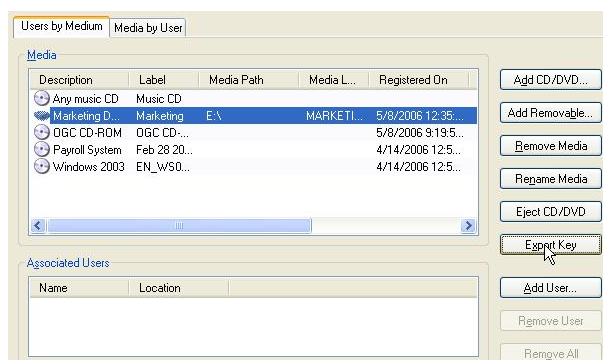 Users by Medium Media by User
Media
Description Label Media Path Media L... Registered On
Any music CD Music CD
Marketing D... Marketing E:\ MARKETI... 5/8/2006 12:35:...
OGC CD-ROM OGC CD-... 5/8/2006 9:19:5...
Payroll System Feb 28 20... 4/14/2006 12:5...
Windows 2003 EN_WS0... 4/14/2006 12:5...
Add CD/DVD...
Add Removable...
Remove Media
Rename Media
Eject CD/DVD
Export Key
Associated Users
Name Location
Add User...
Remove User
Remove All